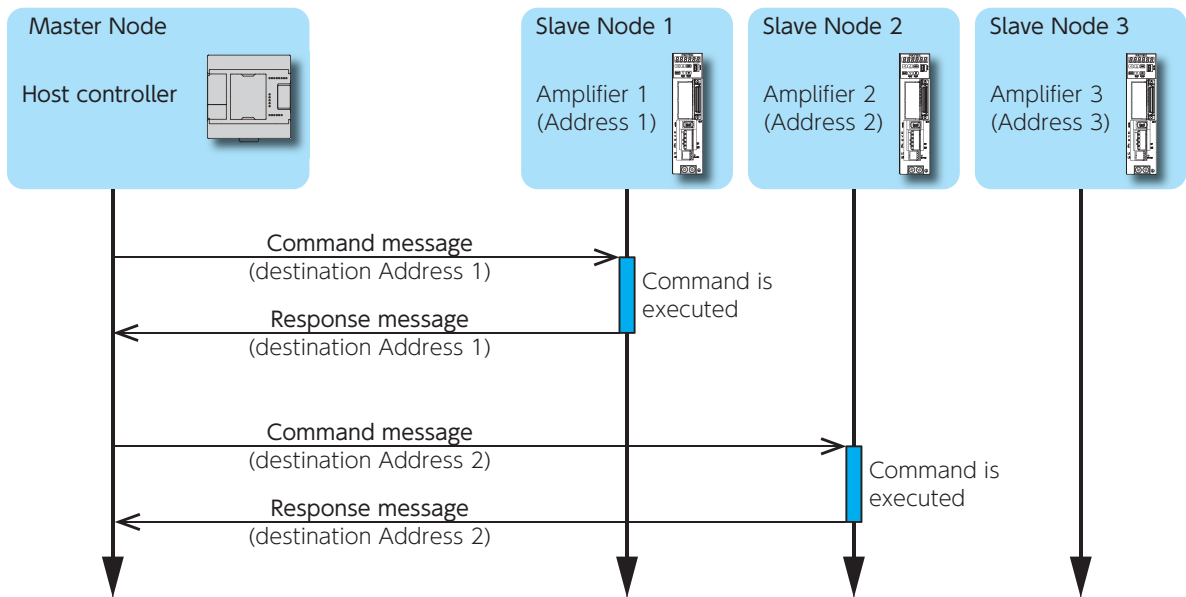 Master Node
Host controller
Slave Node 1
Amplifier 1
(Address 1)
Slave Node 2
Amplifier 2
(Address 2)
Slave Node 3
Amplifier 3
(Address 3)
Command message
(destination Address 1)
Command is
executed
Response message
(destination Address 1)
Command message
(destination Address 2)
Command is
executed
Response message
(destination Address 2)